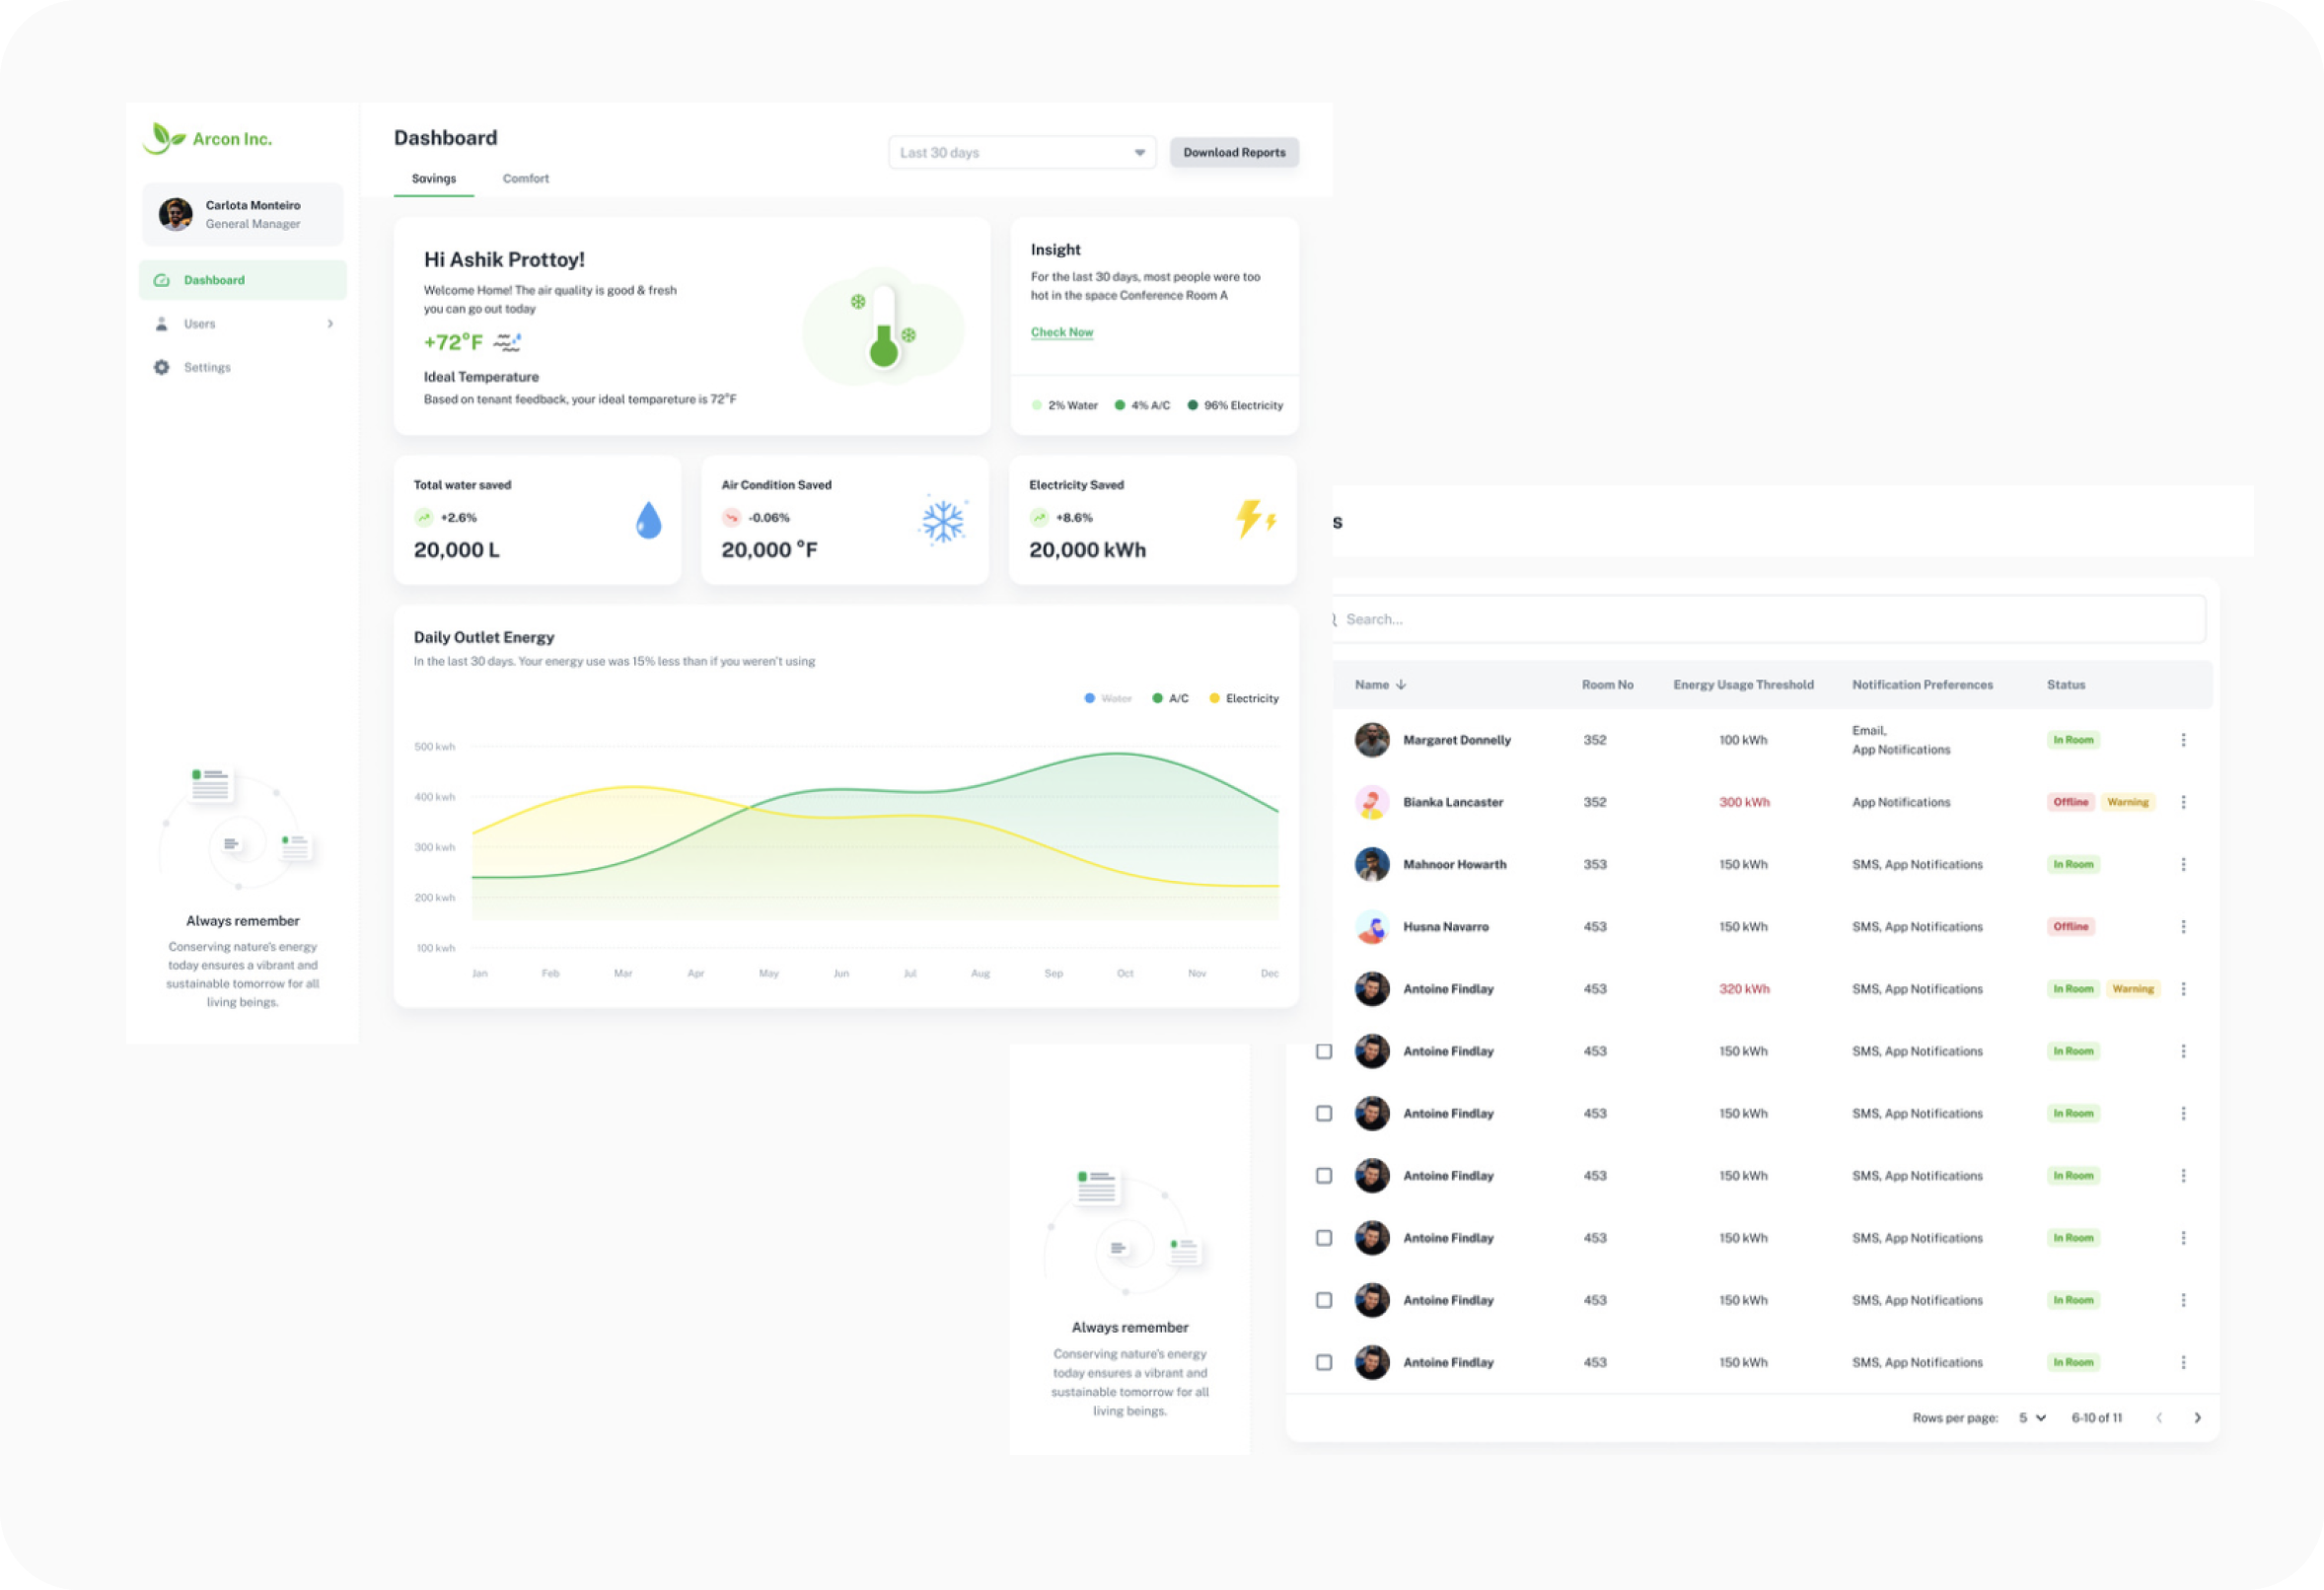 Arcon Inc.
Carlota Monteiro
General Manager
Dashboard
Users
Settings
Always remember
Conserving nature's energy
today ensures a vibrant and
sustainable tomorrow for all
living beings.
Dashboard
Last 30 days
Download Reports
Savings
Comfort
Hi Ashik Prottoy!
Welcome Home! The air quality is good & fresh
you can go out today
+72°F
Ideal Temperature
Based on tenant feedback, your ideal tempareture is 72°F
Insight
For the last 30 days, most people were too
hot in the space Conference Room A
Check Now
2% Water 4% A/C 96% Electricity
Total water saved
+2.6%
20,000 L
Air Condition Saved
-0.06%
20,000 °F
Electricity Saved
+8.6%
20,000 kWh
Daily Outlet Energy
In the last 30 days. Your energy use was 15% less than if you weren't using
Water A/C Electricity
500 kwh
400 kwh
300 kwh
200 kwh
100 kwh
Jan Feb Mar Apr May Jun Jul Aug Sep Oct Nov Dec
s
Search...
Name Room No Energy Usage Threshold Notification Preferences Status
Margaret Donnelly 352 100 kWh Email,
App Notifications In Room
Bianka Lancaster 352 300 kWh App Notifications Offline Warning
Mahnoor Howarth 353 150 kWh SMS, App Notifications In Room
Husna Navarro 453 150 kWh SMS, App Notifications Offline
Antoine Findlay 453 320 kWh SMS, App Notifications In Room Warning
Antoine Findlay 453 150 kWh SMS, App Notifications In Room
Antoine Findlay 453 150 kWh SMS, App Notifications In Room
Antoine Findlay 453 150 kWh SMS, App Notifications In Room
Antoine Findlay 453 150 kWh SMS, App Notifications In Room
Antoine Findlay 453 150 kWh SMS, App Notifications In Room
Antoine Findlay 453 150 kWh SMS, App Notifications In Room
Rows per page: 5 6-10 of 11
Always remember
Conserving nature's energy
today ensures a vibrant and
sustainable tomorrow for all
living beings.